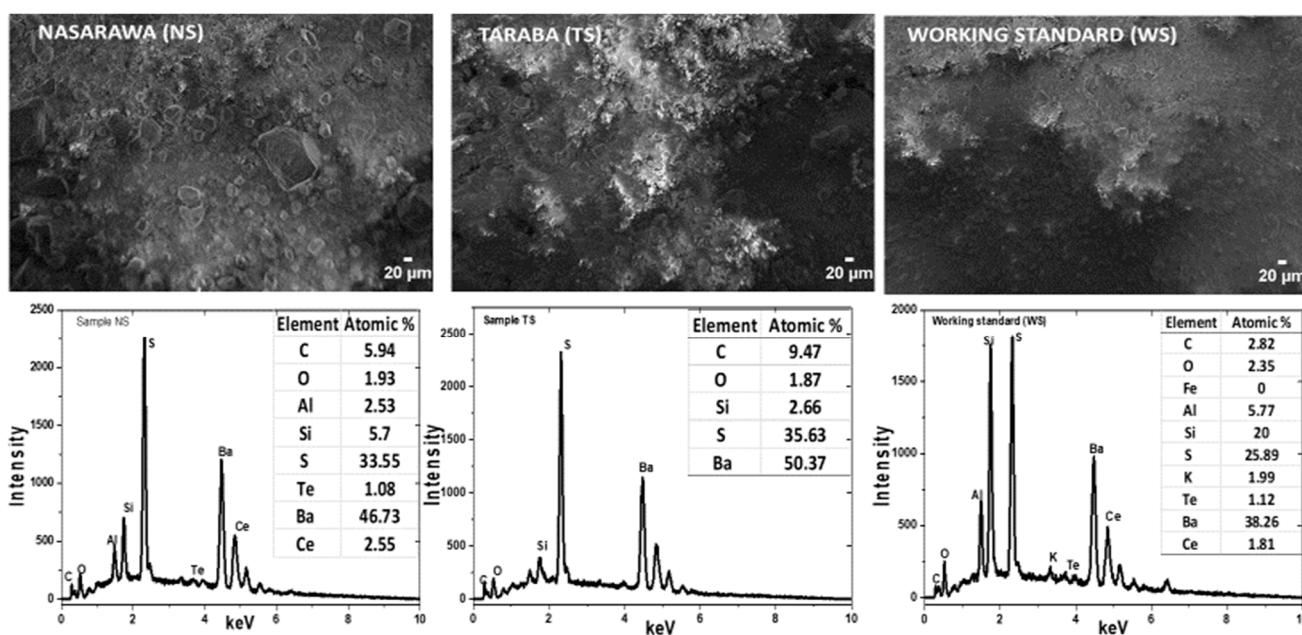 NASARAWA (NS)
20 µm
TARABA (TS)
20 µm
WORKING STANDARD (WS)
20 µm
Sample NS
Intensity
2500
2000
1500
1000
500
0
C
O
Al
Si
S
Te
Ba
Ce
0 2 4 6 8 10
keV
Element Atomic %
C 5.94
O 1.93
Al 2.53
Si 5.7
S 33.55
Te 1.08
Ba 46.73
Ce 2.55
Sample TS
Intensity
2500
2000
1500
1000
500
0
C
O
Si
S
Ba
0 2 4 6 8 10
keV
Element Atomic %
C 9.47
O 1.87
Si 2.66
S 35.63
Ba 50.37
Working standard (WS)
Intensity
2000
1500
1000
500
0
C
O
Al
Si
S
K
Te
Ba
Ce
0 2 4 6 8 1
keV
Element Atomic %
C 2.82
O 2.35
Fe 0
Al 5.77
Si 20
S 25.89
K 1.99
Te 1.12
Ba 38.26
Ce 1.81